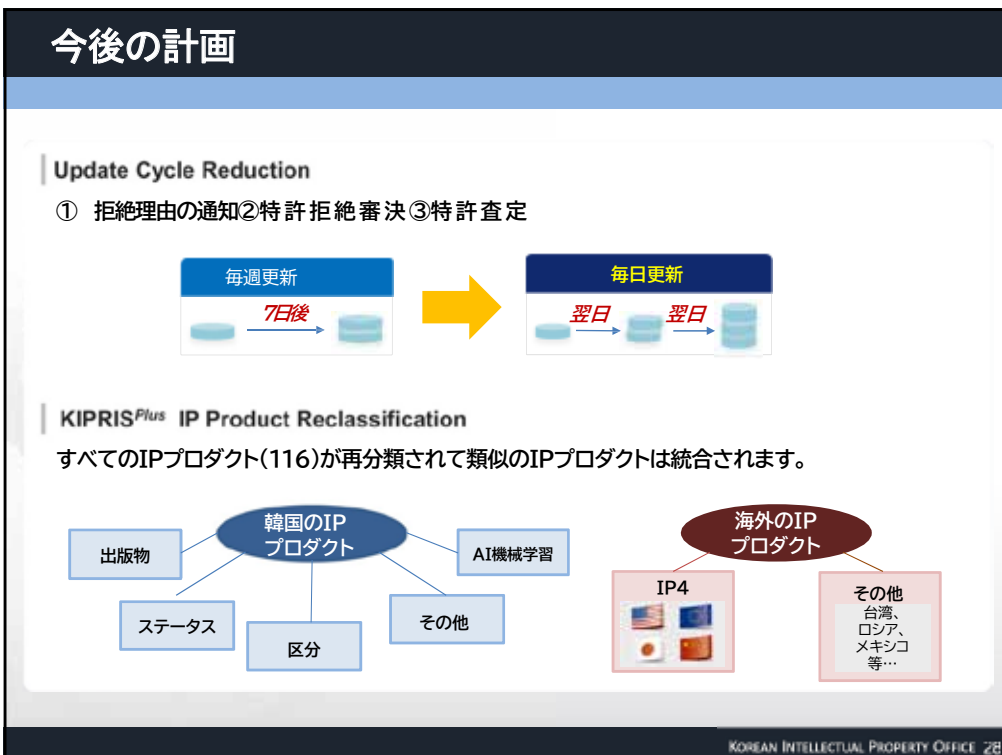 今後の計画
Update Cycle Reduction
① 拒絶理由の通知②特許拒絶審決③特許査定
毎週更新
7日後
毎日更新
翌日 翌日
KIPRISPlus IP Product Reclassification
すべてのIPプロダクト(116)が再分類されて類似のIPプロダクトは統合されます。
韓国のIP
プロダクト
出版物
ステータス
区分
その他
AI機械学習
海外のIP
プロダクト
IP4
その他
台湾、
ロシア、
メキシコ
等…
KOREAN INTELLECTUAL PROPERTY OFFICE 28